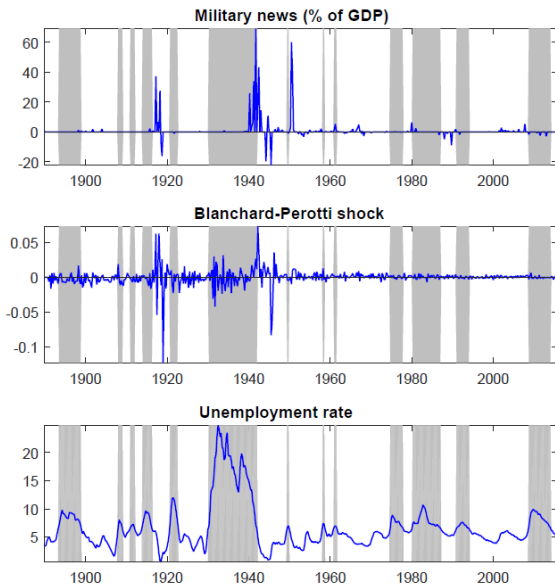 Military news (% of GDP)
60
40
20
0
-20
1900 1920 1940 1960 1980 2000
Blanchard-Perotti shock
0.05
0
-0.05
-0.1
1900 1920 1940 1960 1980 2000
Unemployment rate
20
15
10
5
1900 1920 1940 1960 1980 2000